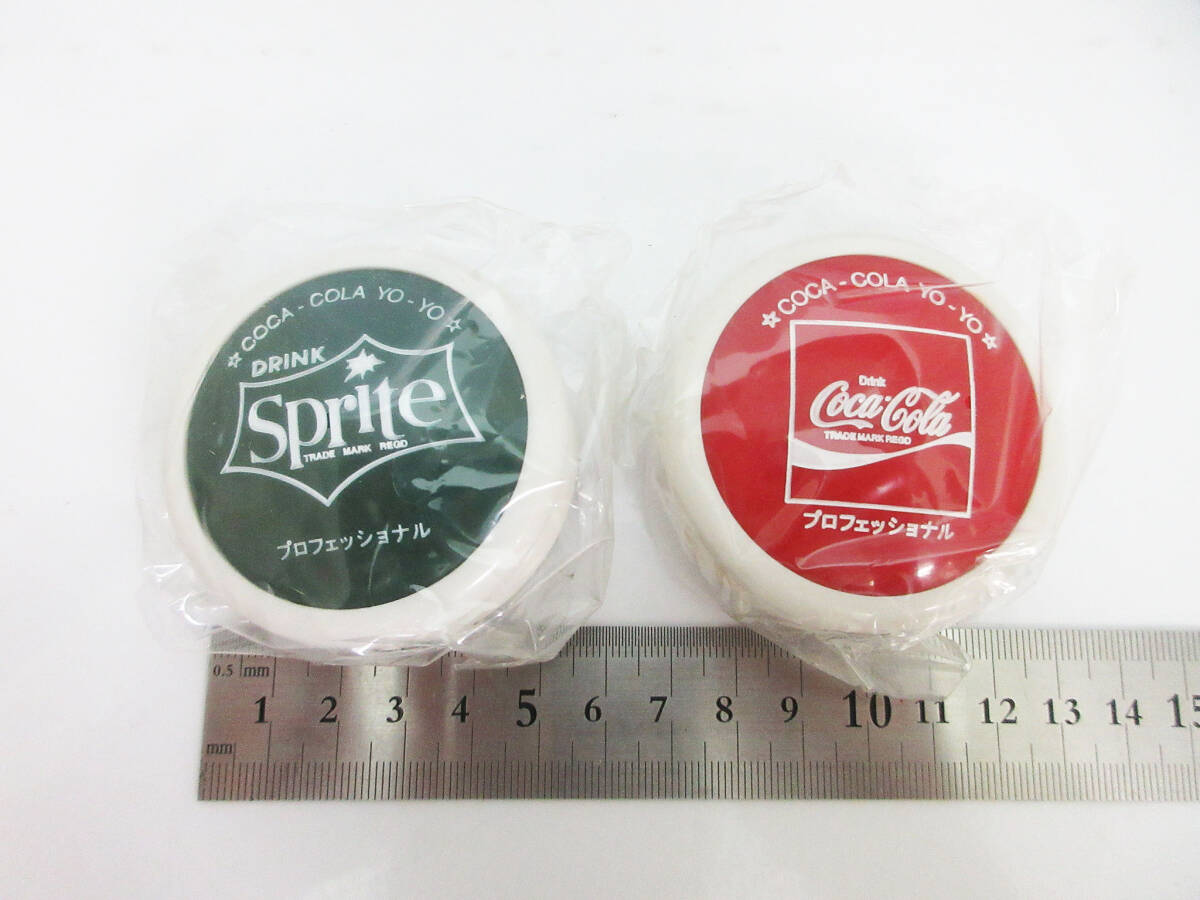 ☆ COCA - COLA YO - YO ☆
DRINK
Sprite
TRADE MARK REGD
プロフェッショナル
☆ COCA - COLA YO - YO ☆
Drink
Coca-Cola
TRADE MARK REGD
プロフェッショナル
0.5 mm
1 2 3 4 5 6 7 8 9 10 11 12 13 14 15
mm